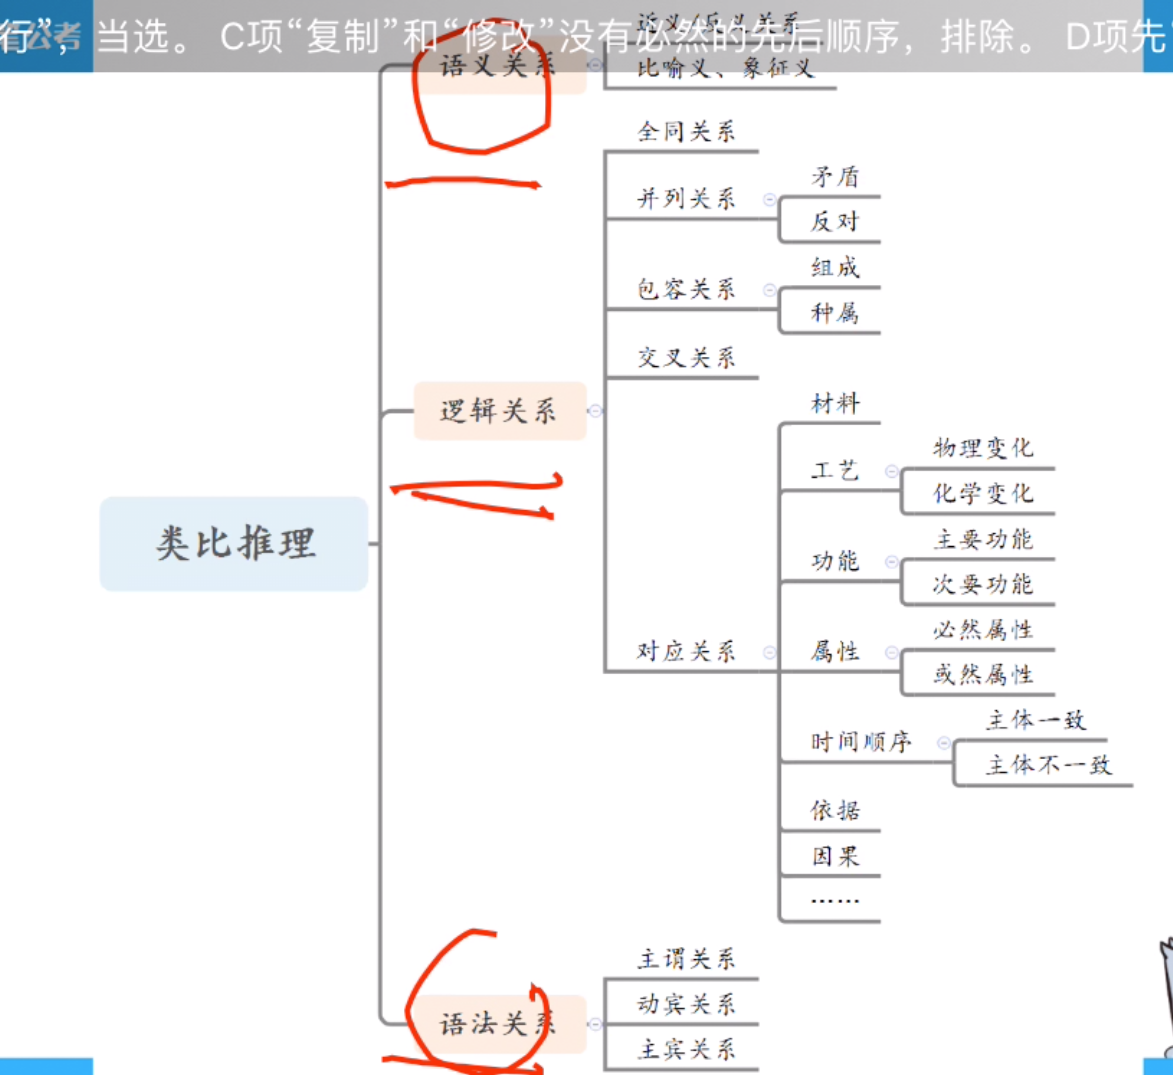 行”，当选。 C项“复制”和“修改”没有必然的先后顺序，排除。 D项先
公考
近义/反义关系
语义关系
比喻义、象征义
全同关系
矛盾
并列关系
反对
组成
包容关系
种属
交叉关系
逻辑关系
材料
物理变化
工艺
化学变化
类比推理
主要功能
功能
次要功能
必然属性
对应关系
属性
或然属性
主体一致
时间顺序
主体不一致
依据
因果
……
主谓关系
语法关系
动宾关系
主宾关系